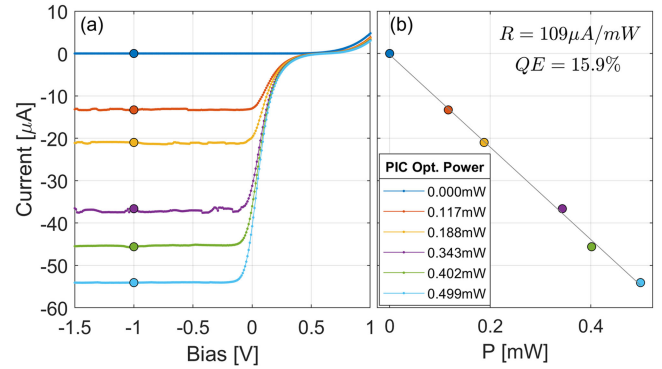 (a)
10
0
-10
-20
-30
-40
-50
-60
Current [μA]
-1.5
-1
-0.5
0
0.5
1
Bias [V]
(b)
R = 109μA/mW
QE = 15.9%
PIC Opt. Power
0.000mW
0.117mW
0.188mW
0.343mW
0.402mW
0.499mW
0
0.2
0.4
P [mW]